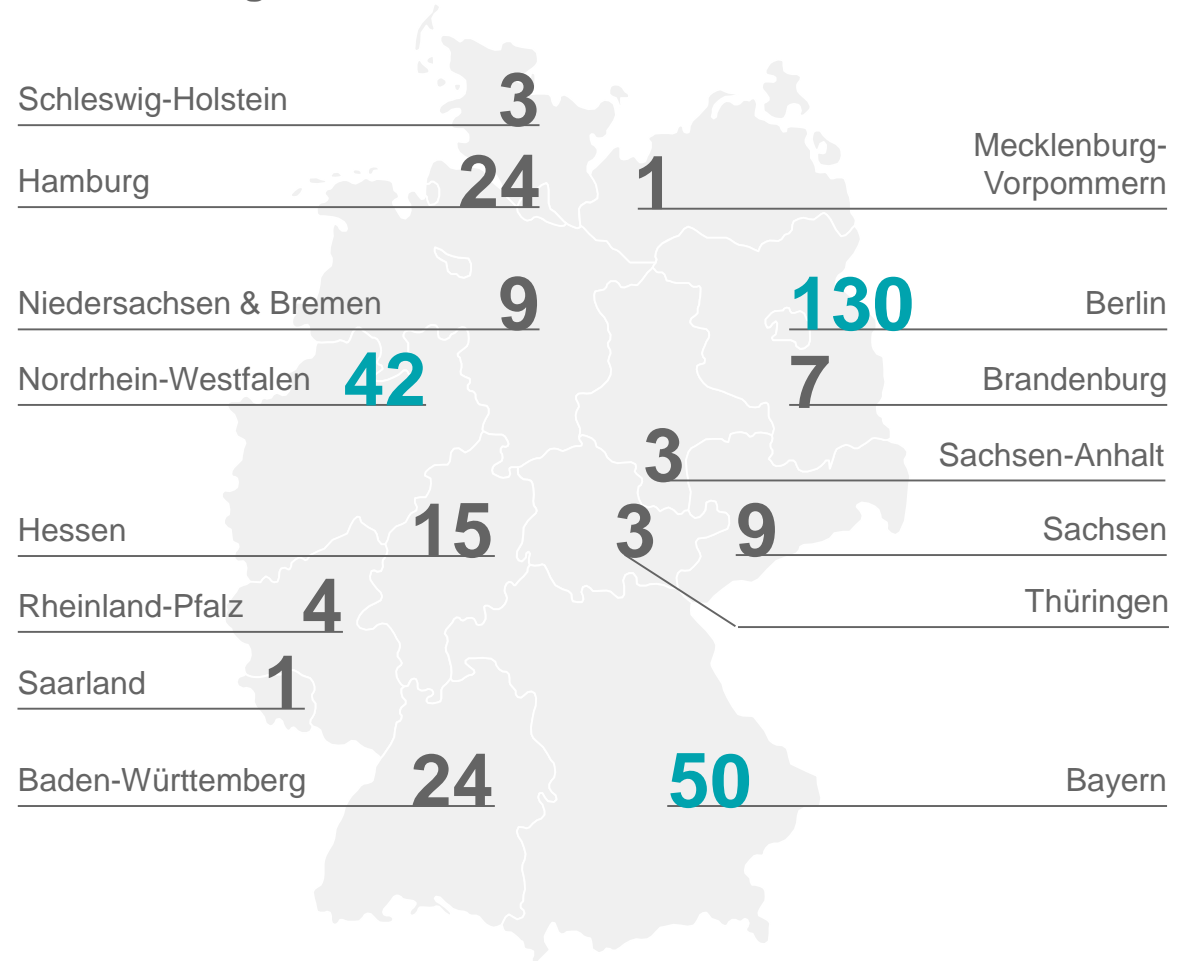 Schleswig-Holstein 3
Mecklenburg-
Hamburg 24 1 Vorpommern
Niedersachsen & Bremen 9 130 Berlin
Nordrhein-Westfalen 42 7 Brandenburg
3 Sachsen-Anhalt
Hessen 15 3 9 Sachsen
Rheinland-Pfalz 4 Thüringen
Saarland 1
Baden-Württemberg 24 50 Bayern